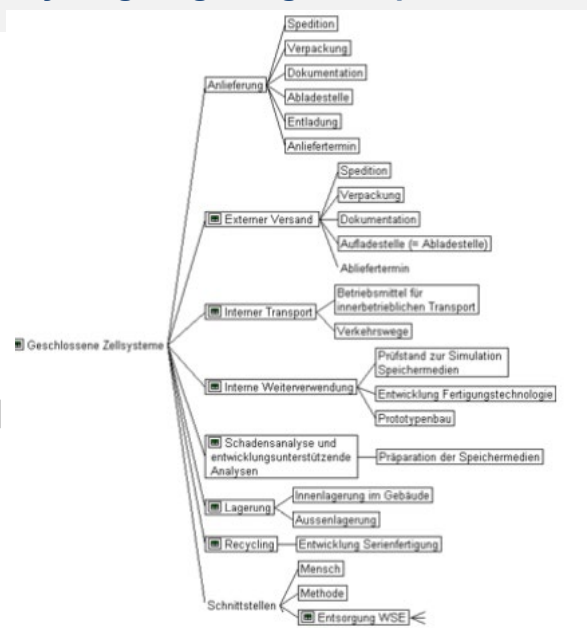 Spedition
Verpackung
Anlieferung
Dokumentation
Abladestelle
Entladung
Anliefertermin
Spedition
Verpackung
Externer Versand
Dokumentation
Aufladestelle (= Abladestelle)
Abliefertermin
Betriebsmittel für
innerbetrieblichen Transport
Interner Transport
Verkehrswege
Geschlossene Zellsysteme
Prüfstand zur Simulation
Speichermedien
Interne Weiterverwendung
Entwicklung Fertigungstechnologie
Prototypenbau
Schadensanalyse und
entwicklungsunterstützende
Analysen
Präparation der Speichermedien
Lagerung
Innenlagerung im Gebäude
Aussenlagerung
Recycling
Entwicklung Serienfertigung
Schnittstellen
Mensch
Methode
Entsorgung WSE